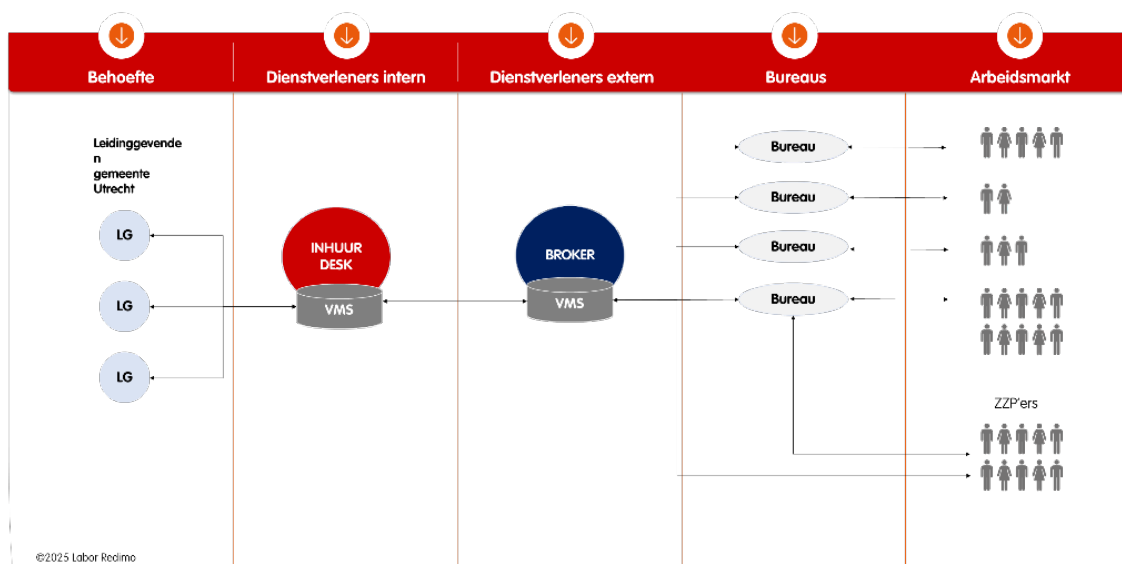 Behoefte
Dienstverleners intern
Dienstverleners extern
Bureaus
Arbeidsmarkt
Leidinggevende
n
gemeente
Utrecht
LG
LG
LG
INHUUR
DESK
VMS
BROKER
VMS
Bureau
Bureau
Bureau
Bureau
ZZP'ers
©2025 Labor Redimo